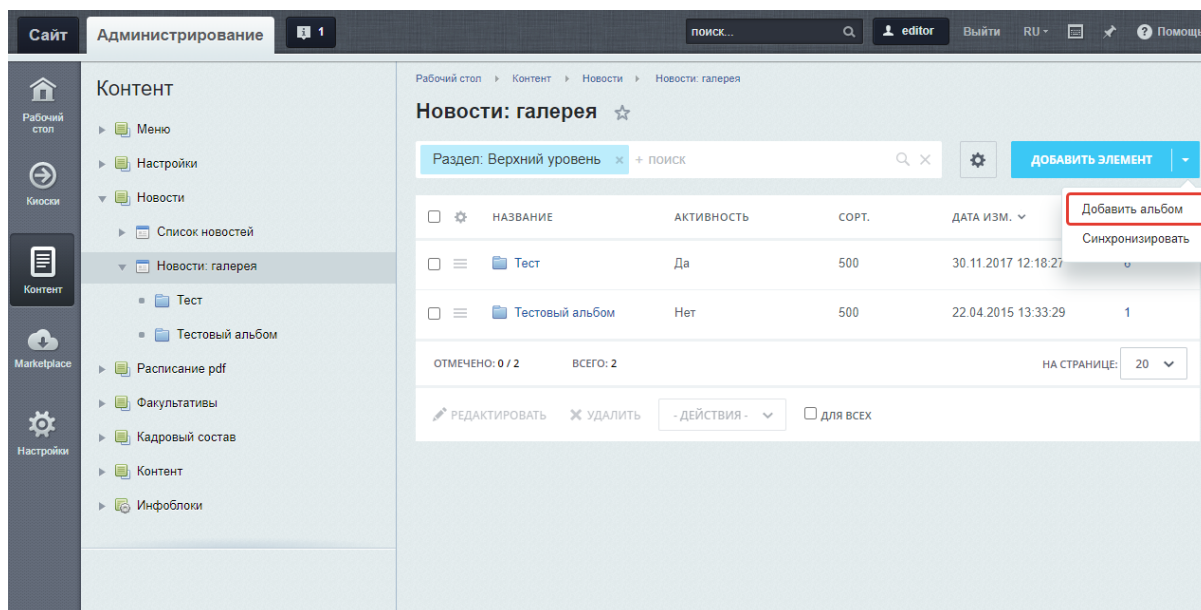 Сайт
Администрирование
1
поиск...
editor
Выйти
RU
Помощь
Рабочий стол
Киоски
Контент
Marketplace
Настройки
Контент
Меню
Настройки
Новости
Список новостей
Новости: галерея
Тест
Тестовый альбом
Расписание pdf
Факультативы
Кадровый состав
Контент
Инфоблоки
Рабочий стол Контент Новости Новости: галерея
Новости: галерея
Раздел: Верхний уровень × + поиск
ДОБАВИТЬ ЭЛЕМЕНТ
Добавить альбом
Синхронизировать
НАЗВАНИЕ АКТИВНОСТЬ СОРТ. ДАТА ИЗМ.
Тест Да 500 30.11.2017 12:18:27
Тестовый альбом Нет 500 22.04.2015 13:33:29 1
ОТМЕЧЕНО: 0 / 2 ВСЕГО: 2 НА СТРАНИЦЕ: 20
РЕДАКТИРОВАТЬ УДАЛИТЬ - ДЕЙСТВИЯ - ДЛЯ ВСЕХ